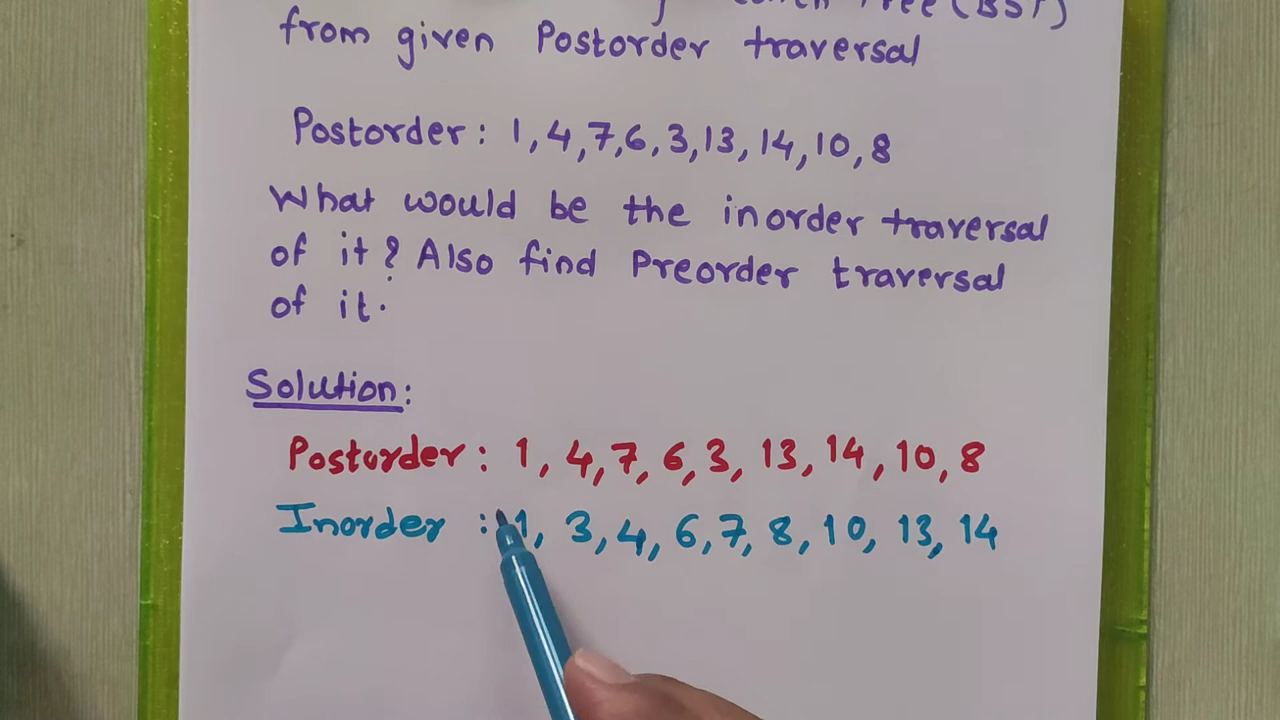 Tree (BST)
from given Postorder traversal
Postorder: 1, 4, 7, 6, 3, 13, 14, 10, 8
What would be the inorder traversal
of it? Also find Preorder traversal
of it.
Solution:
Postorder: 1, 4, 7, 6, 3, 13, 14, 10, 8
Inorder : 1, 3, 4, 6, 7, 8, 10, 13, 14